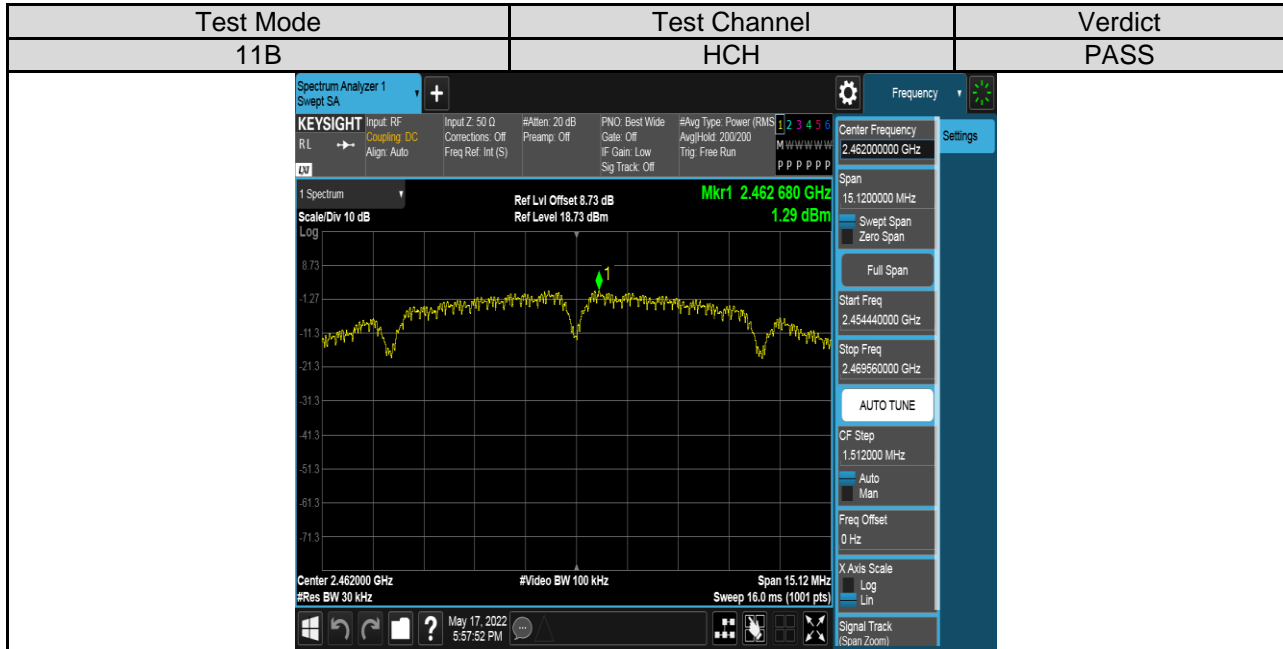 Test Mode Test Channel Verdict
11B HCH PASS
Spectrum Analyzer 1
Swept SA
+
Frequency
KEYSIGHT Input: RF Input Z: 50 Ω #Atten: 20 dB PNO: Best Wide #Avg Type: Power (RMS 1 2 3 4 5 6
RL Coupling: DC Corrections: Off Preamp: Off Gate: Off Avg|Hold: 200/200 M W W W W W
Align: Auto Freq Ref: Int (S) IF Gain: Low Trig: Free Run
Sig Track: Off P P P P P P
LXI
1 Spectrum
Scale/Div 10 dB
Ref Lvl Offset 8.73 dB
Ref Level 18.73 dBm
Mkr1 2.462 680 GHz
1.29 dBm
Log
8.73
-1.27
-11.3
-21.3
-31.3
-41.3
-51.3
-61.3
-71.3
1
Center 2.462000 GHz #Video BW 100 kHz Span 15.12 MHz
#Res BW 30 kHz Sweep 16.0 ms (1001 pts)
?
May 17, 2022
5:57:52 PM
Settings
Center Frequency
2.462000000 GHz
Span
15.1200000 MHz
Swept Span
Zero Span
Full Span
Start Freq
2.454440000 GHz
Stop Freq
2.469560000 GHz
AUTO TUNE
CF Step
1.512000 MHz
Auto
Man
Freq Offset
0 Hz
X Axis Scale
Log
Lin
Signal Track
(Span Zoom)